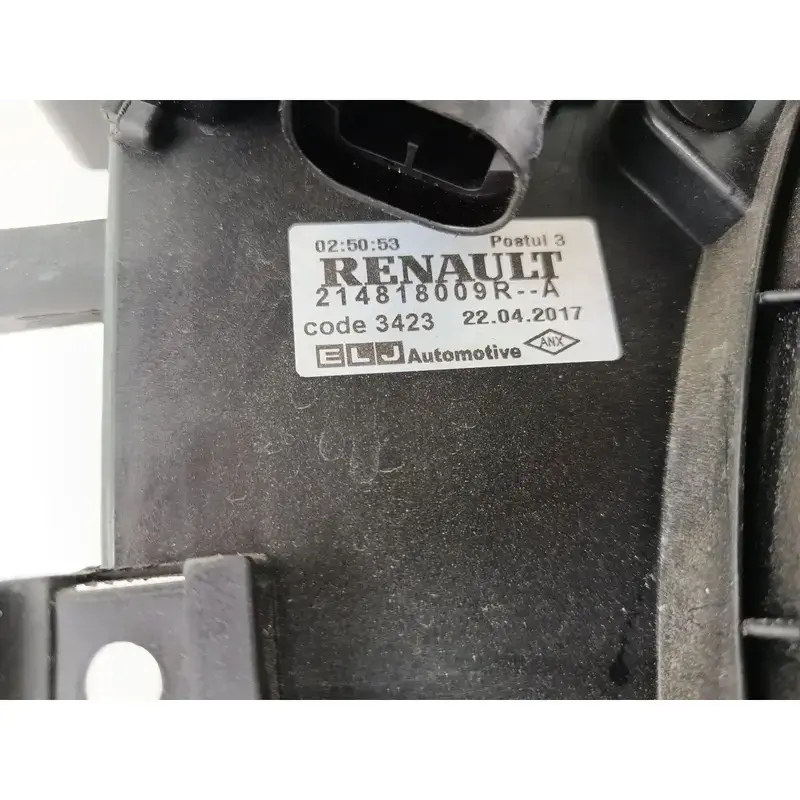 02:50:53 Postul 3
RENAULT
214818009R--A
code 3423 22.04.2017
ELJ Automotive ANX